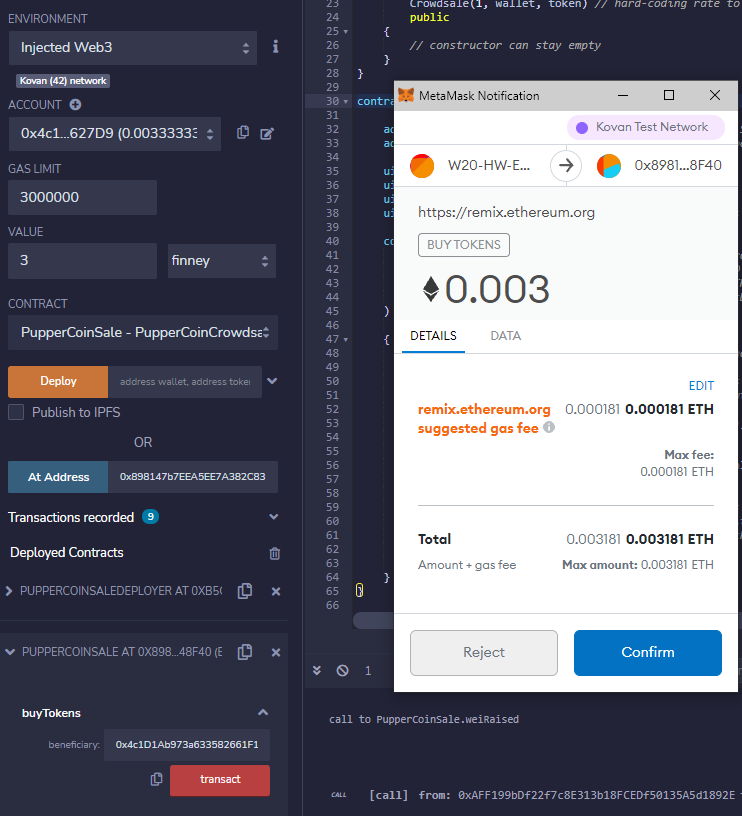 ENVIRONMENT
Injected Web3
Kovan (42) network
ACCOUNT
0x4c1...627D9 (0.00333333
GAS LIMIT
3000000
VALUE
3
finney
CONTRACT
PupperCoinSale - PupperCoinCrowdsa
Deploy
address wallet, address token
Publish to IPFS
OR
At Address
0x898147b7EEA5EE7A382C83
Transactions recorded 9
Deployed Contracts
PUPPERCOINSALEDEPLOYER AT 0XB5
PUPPERCOINSALE AT 0X898...48F40 (
buyTokens
beneficiary:
0x4c1D1Ab973a633582661F1
transact
23
Crowdsale(1, wallet, token) // hard-coding rate to
24 public
25 {
26 // constructor can stay empty
27 }
28 }
29
30 contra
31
32 ad
33 ad
34
35 ui
36 ui
37 ui
38 ui
39
40 co
41
42
43
44
45 )
46
47 {
48
49
50
51
52
53
54
55
56
57
58
59
60
61
62
63
64 }
65 }
66
MetaMask Notification
Kovan Test Network
W20-HW-E...
0x8981...8F40
https://remix.ethereum.org
BUY TOKENS
0.003
DETAILS
DATA
EDIT
remix.ethereum.org 0.000181 0.000181 ETH
suggested gas fee
Max fee:
0.000181 ETH
Total 0.003181 0.003181 ETH
Amount + gas fee Max amount: 0.003181 ETH
Reject
Confirm
1
call to PupperCoinSale.weiRaised
CALL [call] from: 0xAFF199bDf22f7c8E313b18FCEDf50135A5d1892E